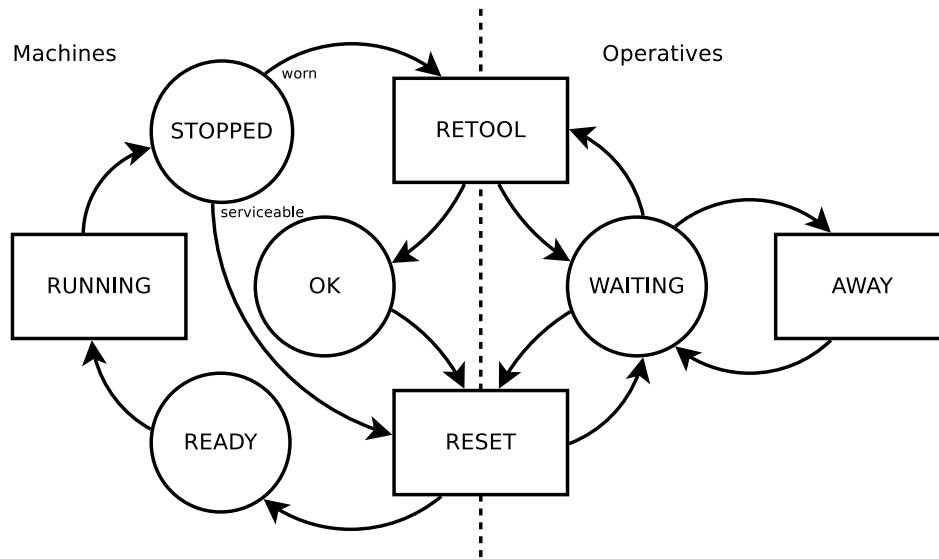 Machines
Operatives
worn
STOPPED
RETOOL
serviceable
RUNNING
OK
WAITING
AWAY
READY
RESET